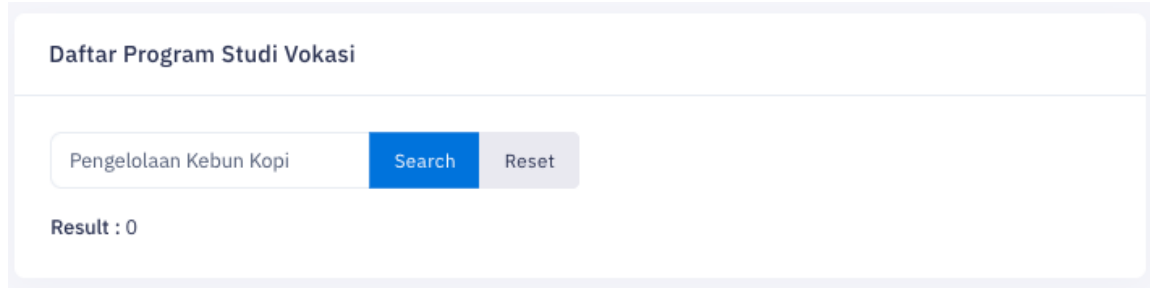 Daftar Program Studi Vokasi
Pengelolaan Kebun Kopi Search Reset
Result : 0